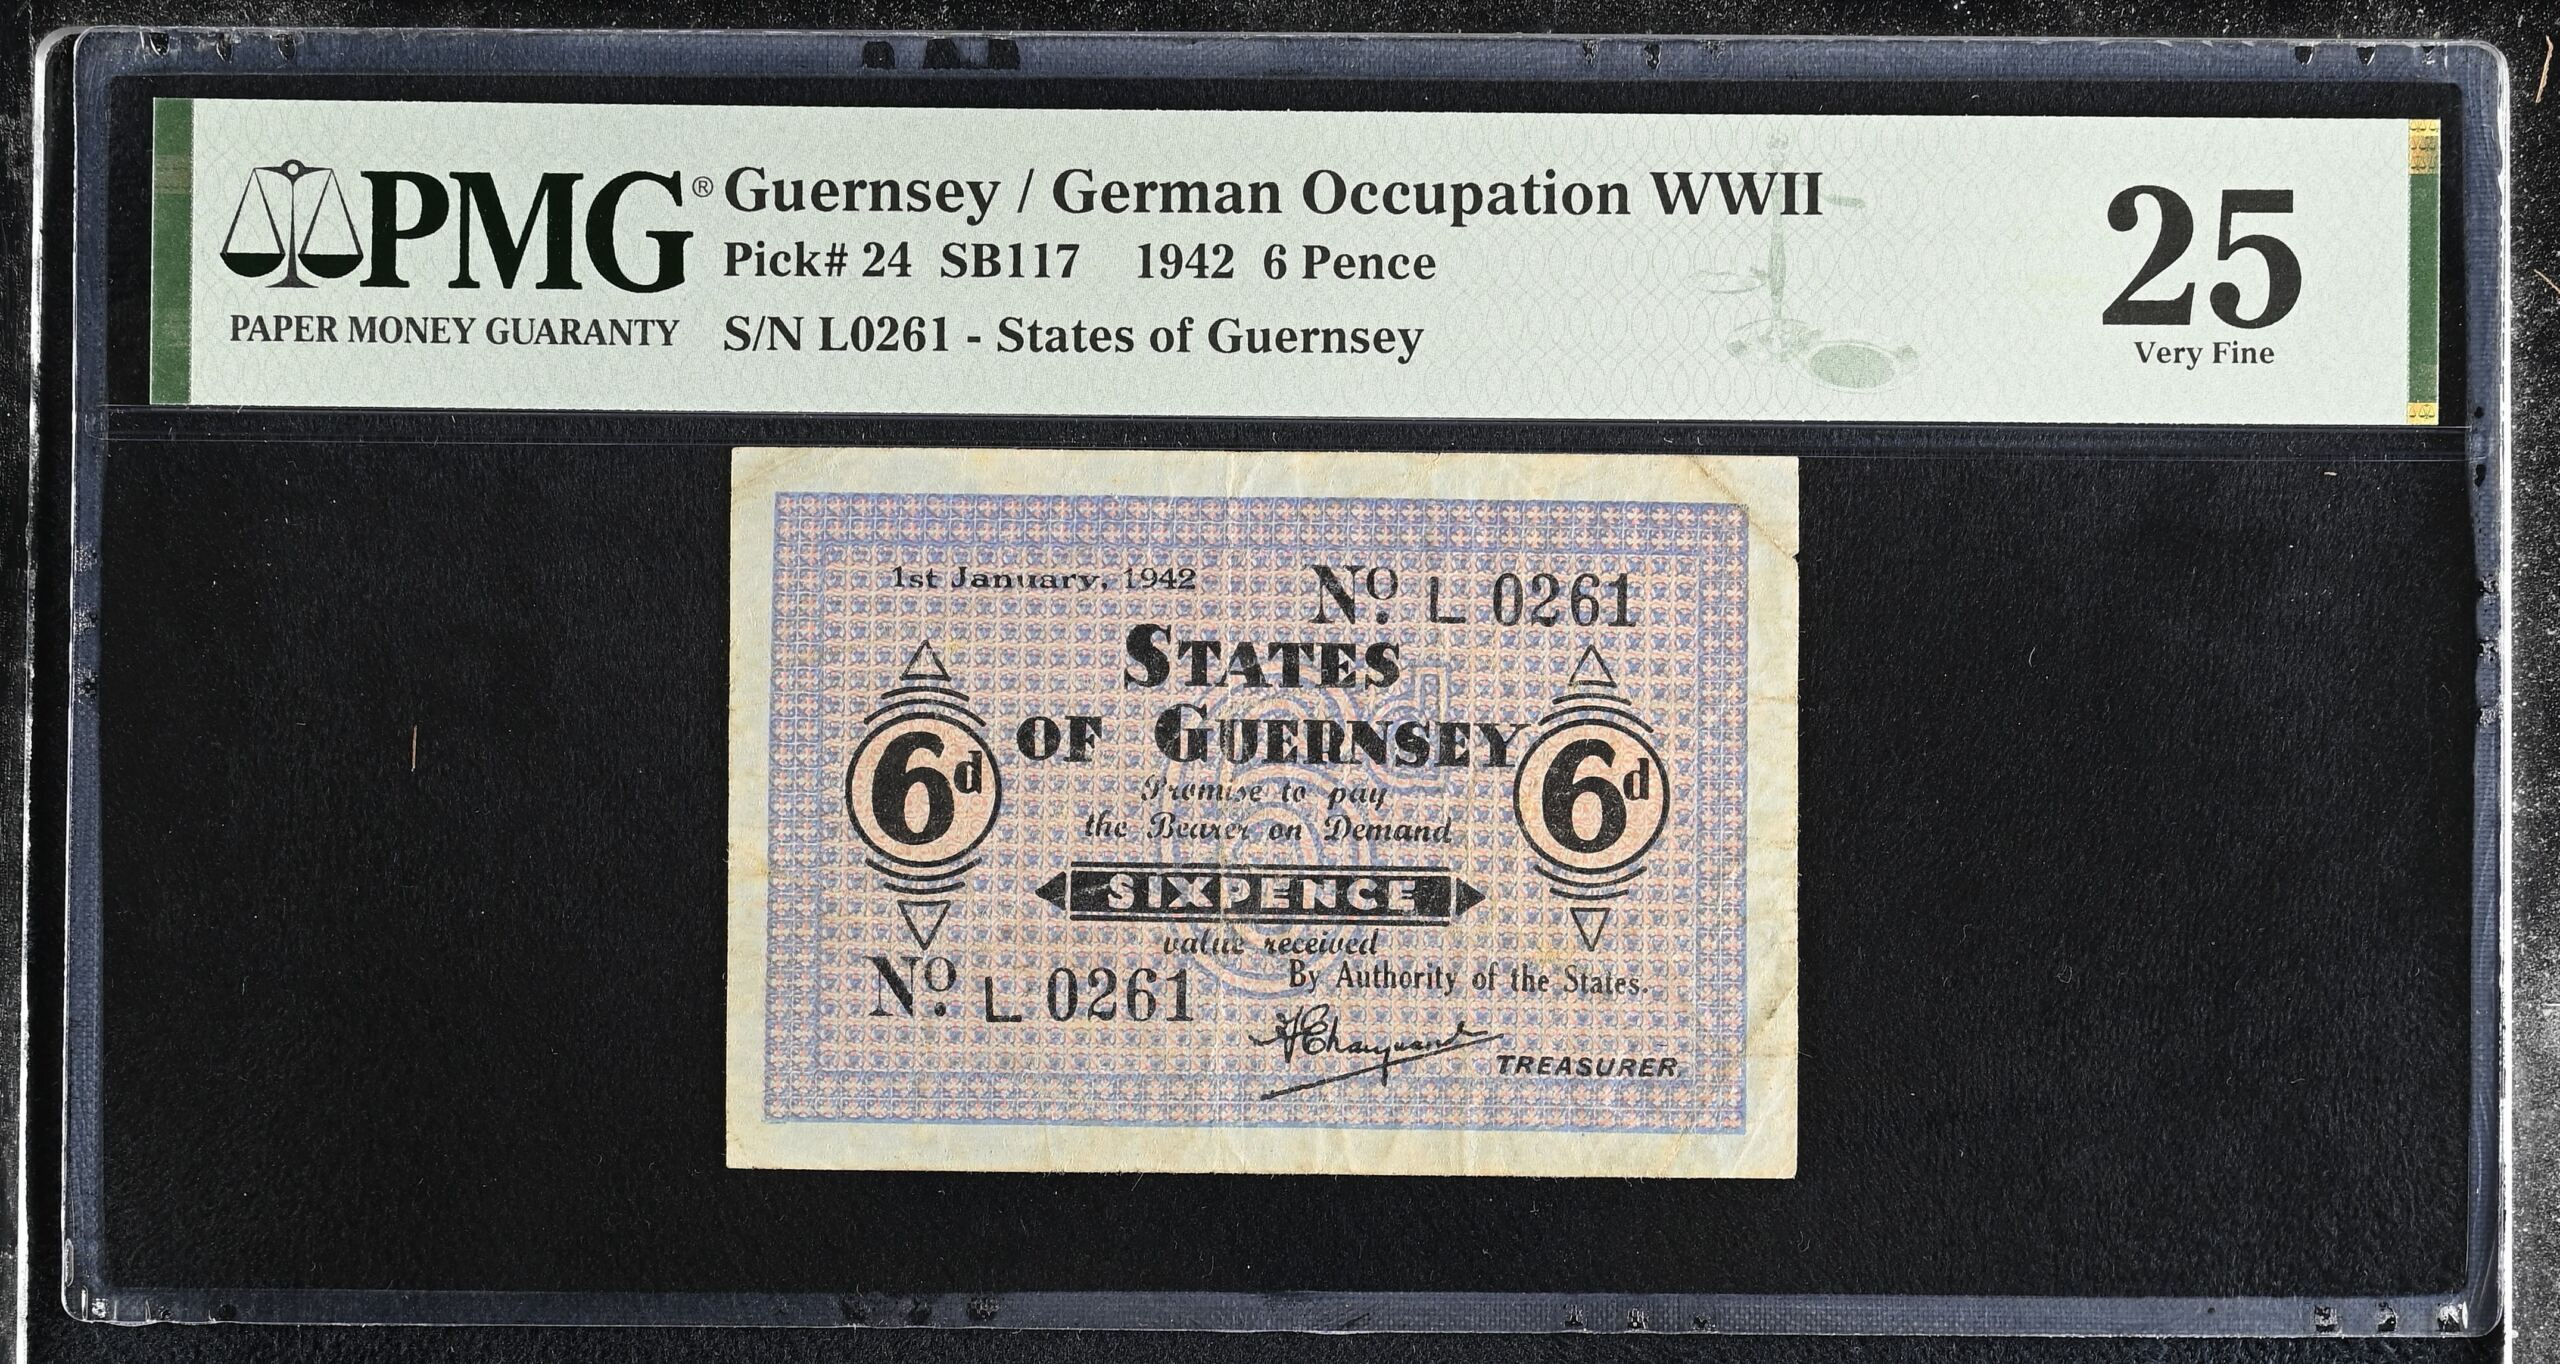 PMG®
PAPER MONEY GUARANTY
Guernsey / German Occupation WWII
Pick# 24 SB117 1942 6 Pence
S/N L0261 - States of Guernsey
25
Very Fine
1st January, 1942
No. L 0261
STATES
OF GUERNSEY
6d
6d
Promise to pay
the Bearer on Demand
SIXPENCE
value received
By Authority of the States.
No. L 0261
TREASURER.